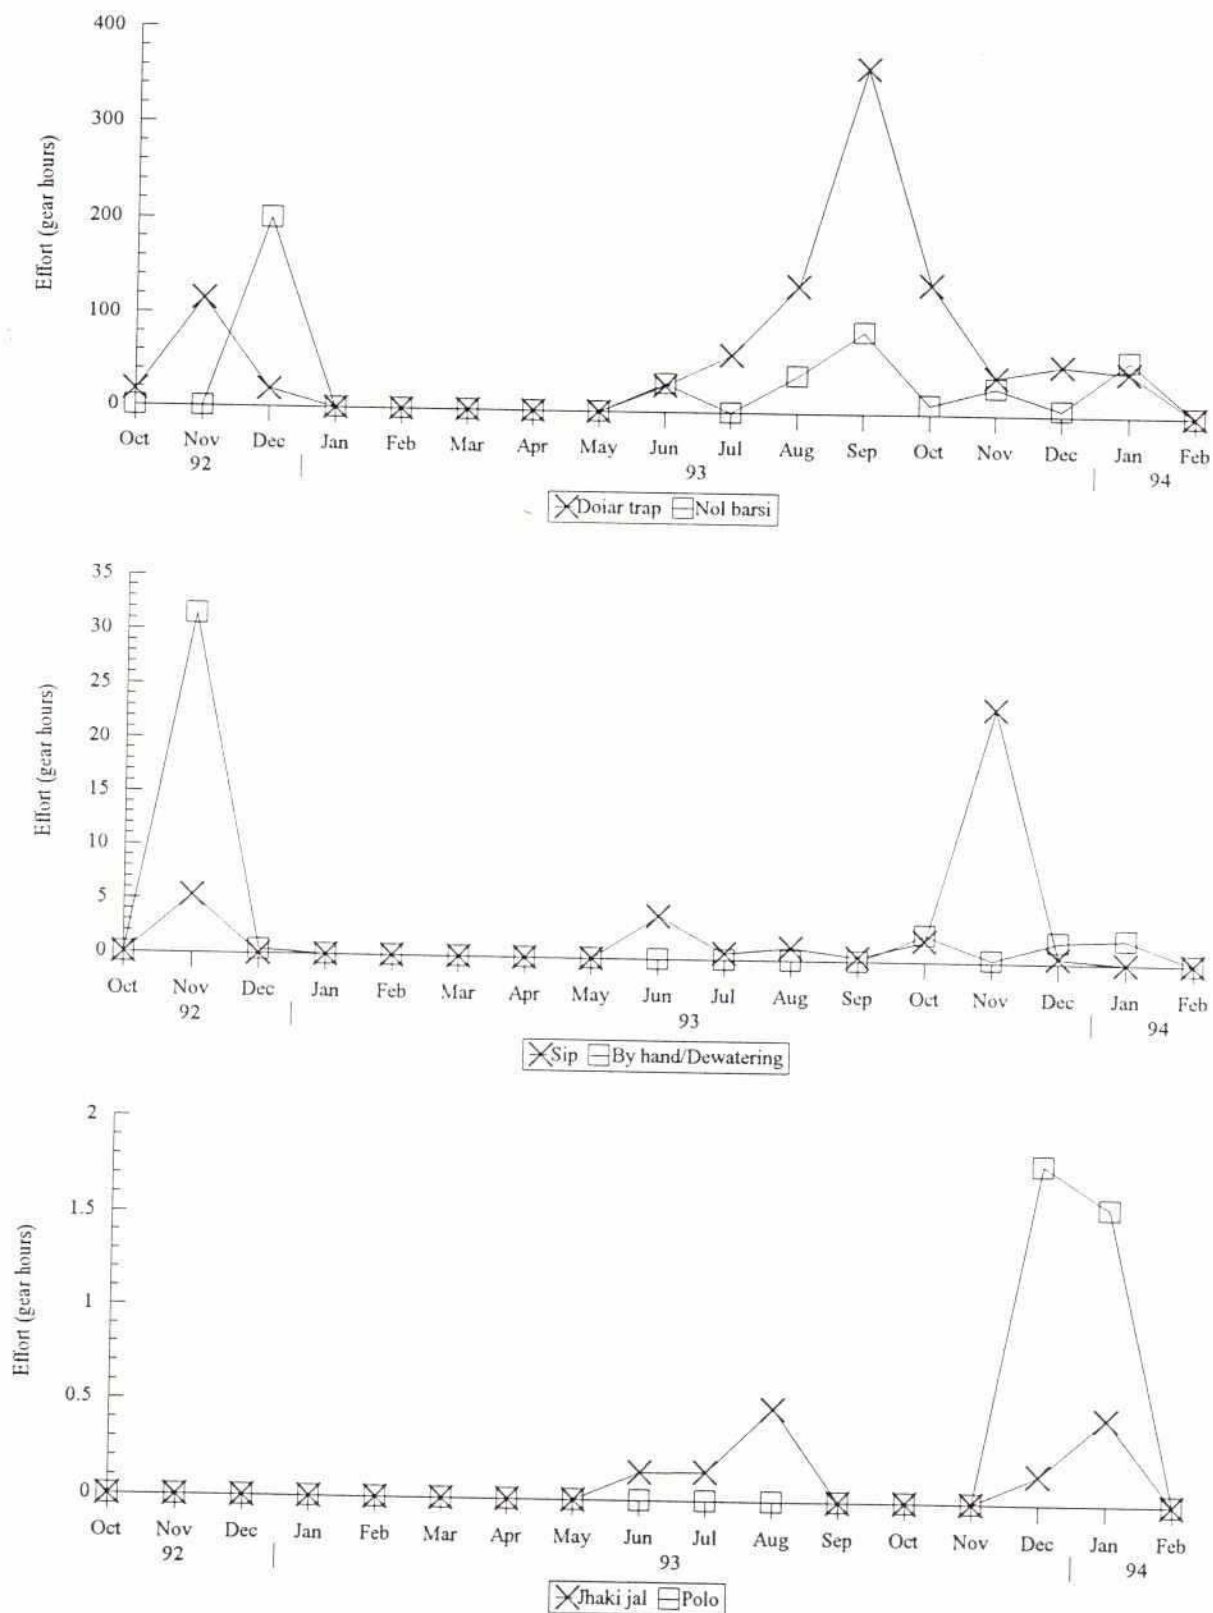 400
300
200
100
0
Effort (gear hours)
Oct Nov Dec Jan Feb Mar Apr May Jun Jul Aug Sep Oct Nov Dec Jan Feb
92 | 93 | 94
Doiar trap Nol barsi
35
30
25
20
15
10
5
0
Effort (gear hours)
Oct Nov Dec Jan Feb Mar Apr May Jun Jul Aug Sep Oct Nov Dec Jan Feb
92 | 93 | 94
Sip By hand/Dewatering
2
1.5
1
0.5
0
Effort (gear hours)
Oct Nov Dec Jan Feb Mar Apr May Jun Jul Aug Sep Oct Nov Dec Jan Feb
92 | 93 | 94
Jhaki jal Polo